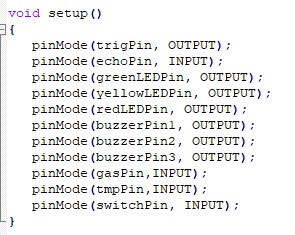 void setup()
{
pinMode(trigPin, OUTPUT);
pinMode(echoPin, INPUT);
pinMode(greenLEDPin, OUTPUT);
pinMode(yellowLEDPin, OUTPUT);
pinMode(redLEDPin, OUTPUT);
pinMode(buzzerPin1, OUTPUT);
pinMode(buzzerPin2, OUTPUT);
pinMode(buzzerPin3, OUTPUT);
pinMode(gasPin,INPUT);
pinMode(tmpPin,INPUT);
pinMode(switchPin, INPUT);
}